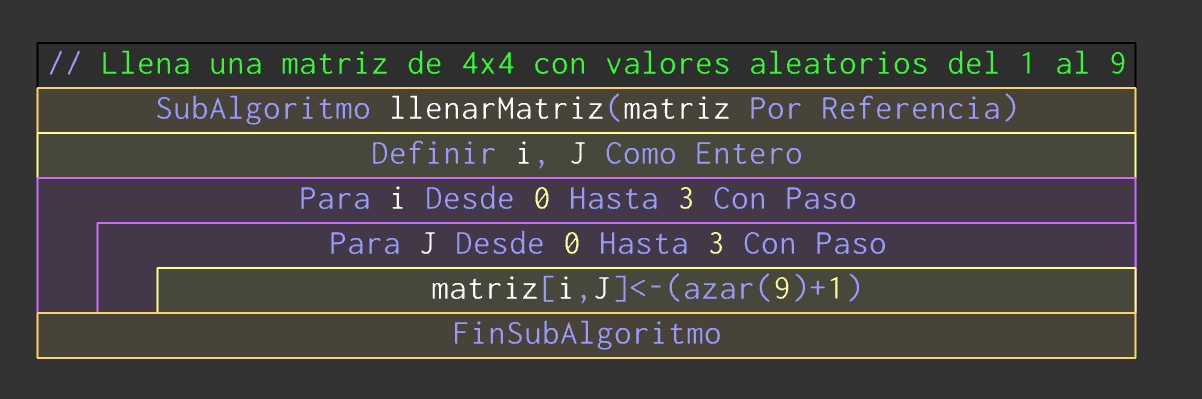 // Llena una matriz de 4x4 con valores aleatorios del 1 al 9
SubAlgoritmo llenarMatriz(matriz Por Referencia)
Definir i, J Como Entero
Para i Desde 0 Hasta 3 Con Paso
Para J Desde 0 Hasta 3 Con Paso
matriz[i,J]<-(azar(9)+1)
FinSubAlgoritmo